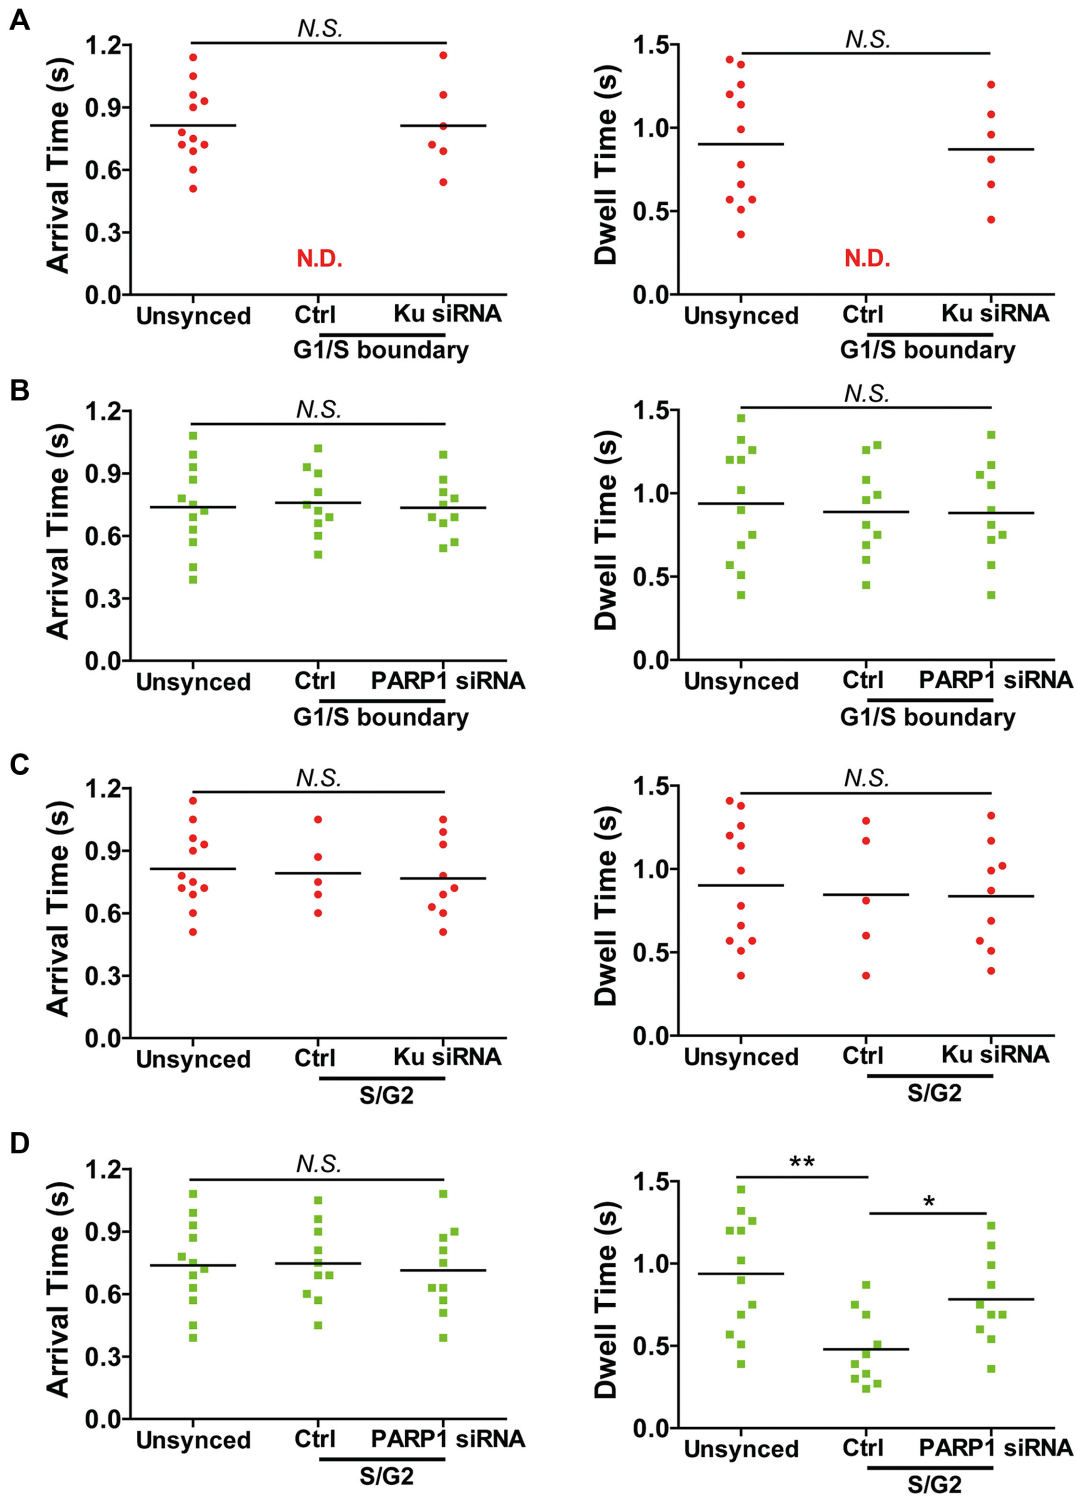 A
N.S.
Arrival Time (s)
1.2
0.9
0.6
0.3
0.0
N.D.
Unsynced Ctrl Ku siRNA
G1/S boundary
N.S.
Dwell Time (s)
1.5
1.0
0.5
0.0
N.D.
Unsynced Ctrl Ku siRNA
G1/S boundary
B
N.S.
Arrival Time (s)
1.2
0.9
0.6
0.3
0.0
Unsynced Ctrl PARP1 siRNA
G1/S boundary
N.S.
Dwell Time (s)
1.5
1.0
0.5
0.0
Unsynced Ctrl PARP1 siRNA
G1/S boundary
C
N.S.
Arrival Time (s)
1.2
0.9
0.6
0.3
0.0
Unsynced Ctrl Ku siRNA
S/G2
N.S.
Dwell Time (s)
1.5
1.0
0.5
0.0
Unsynced Ctrl Ku siRNA
S/G2
D
N.S.
Arrival Time (s)
1.2
0.9
0.6
0.3
0.0
Unsynced Ctrl PARP1 siRNA
S/G2
**
*
Dwell Time (s)
1.5
1.0
0.5
0.0
Unsynced Ctrl PARP1 siRNA
S/G2